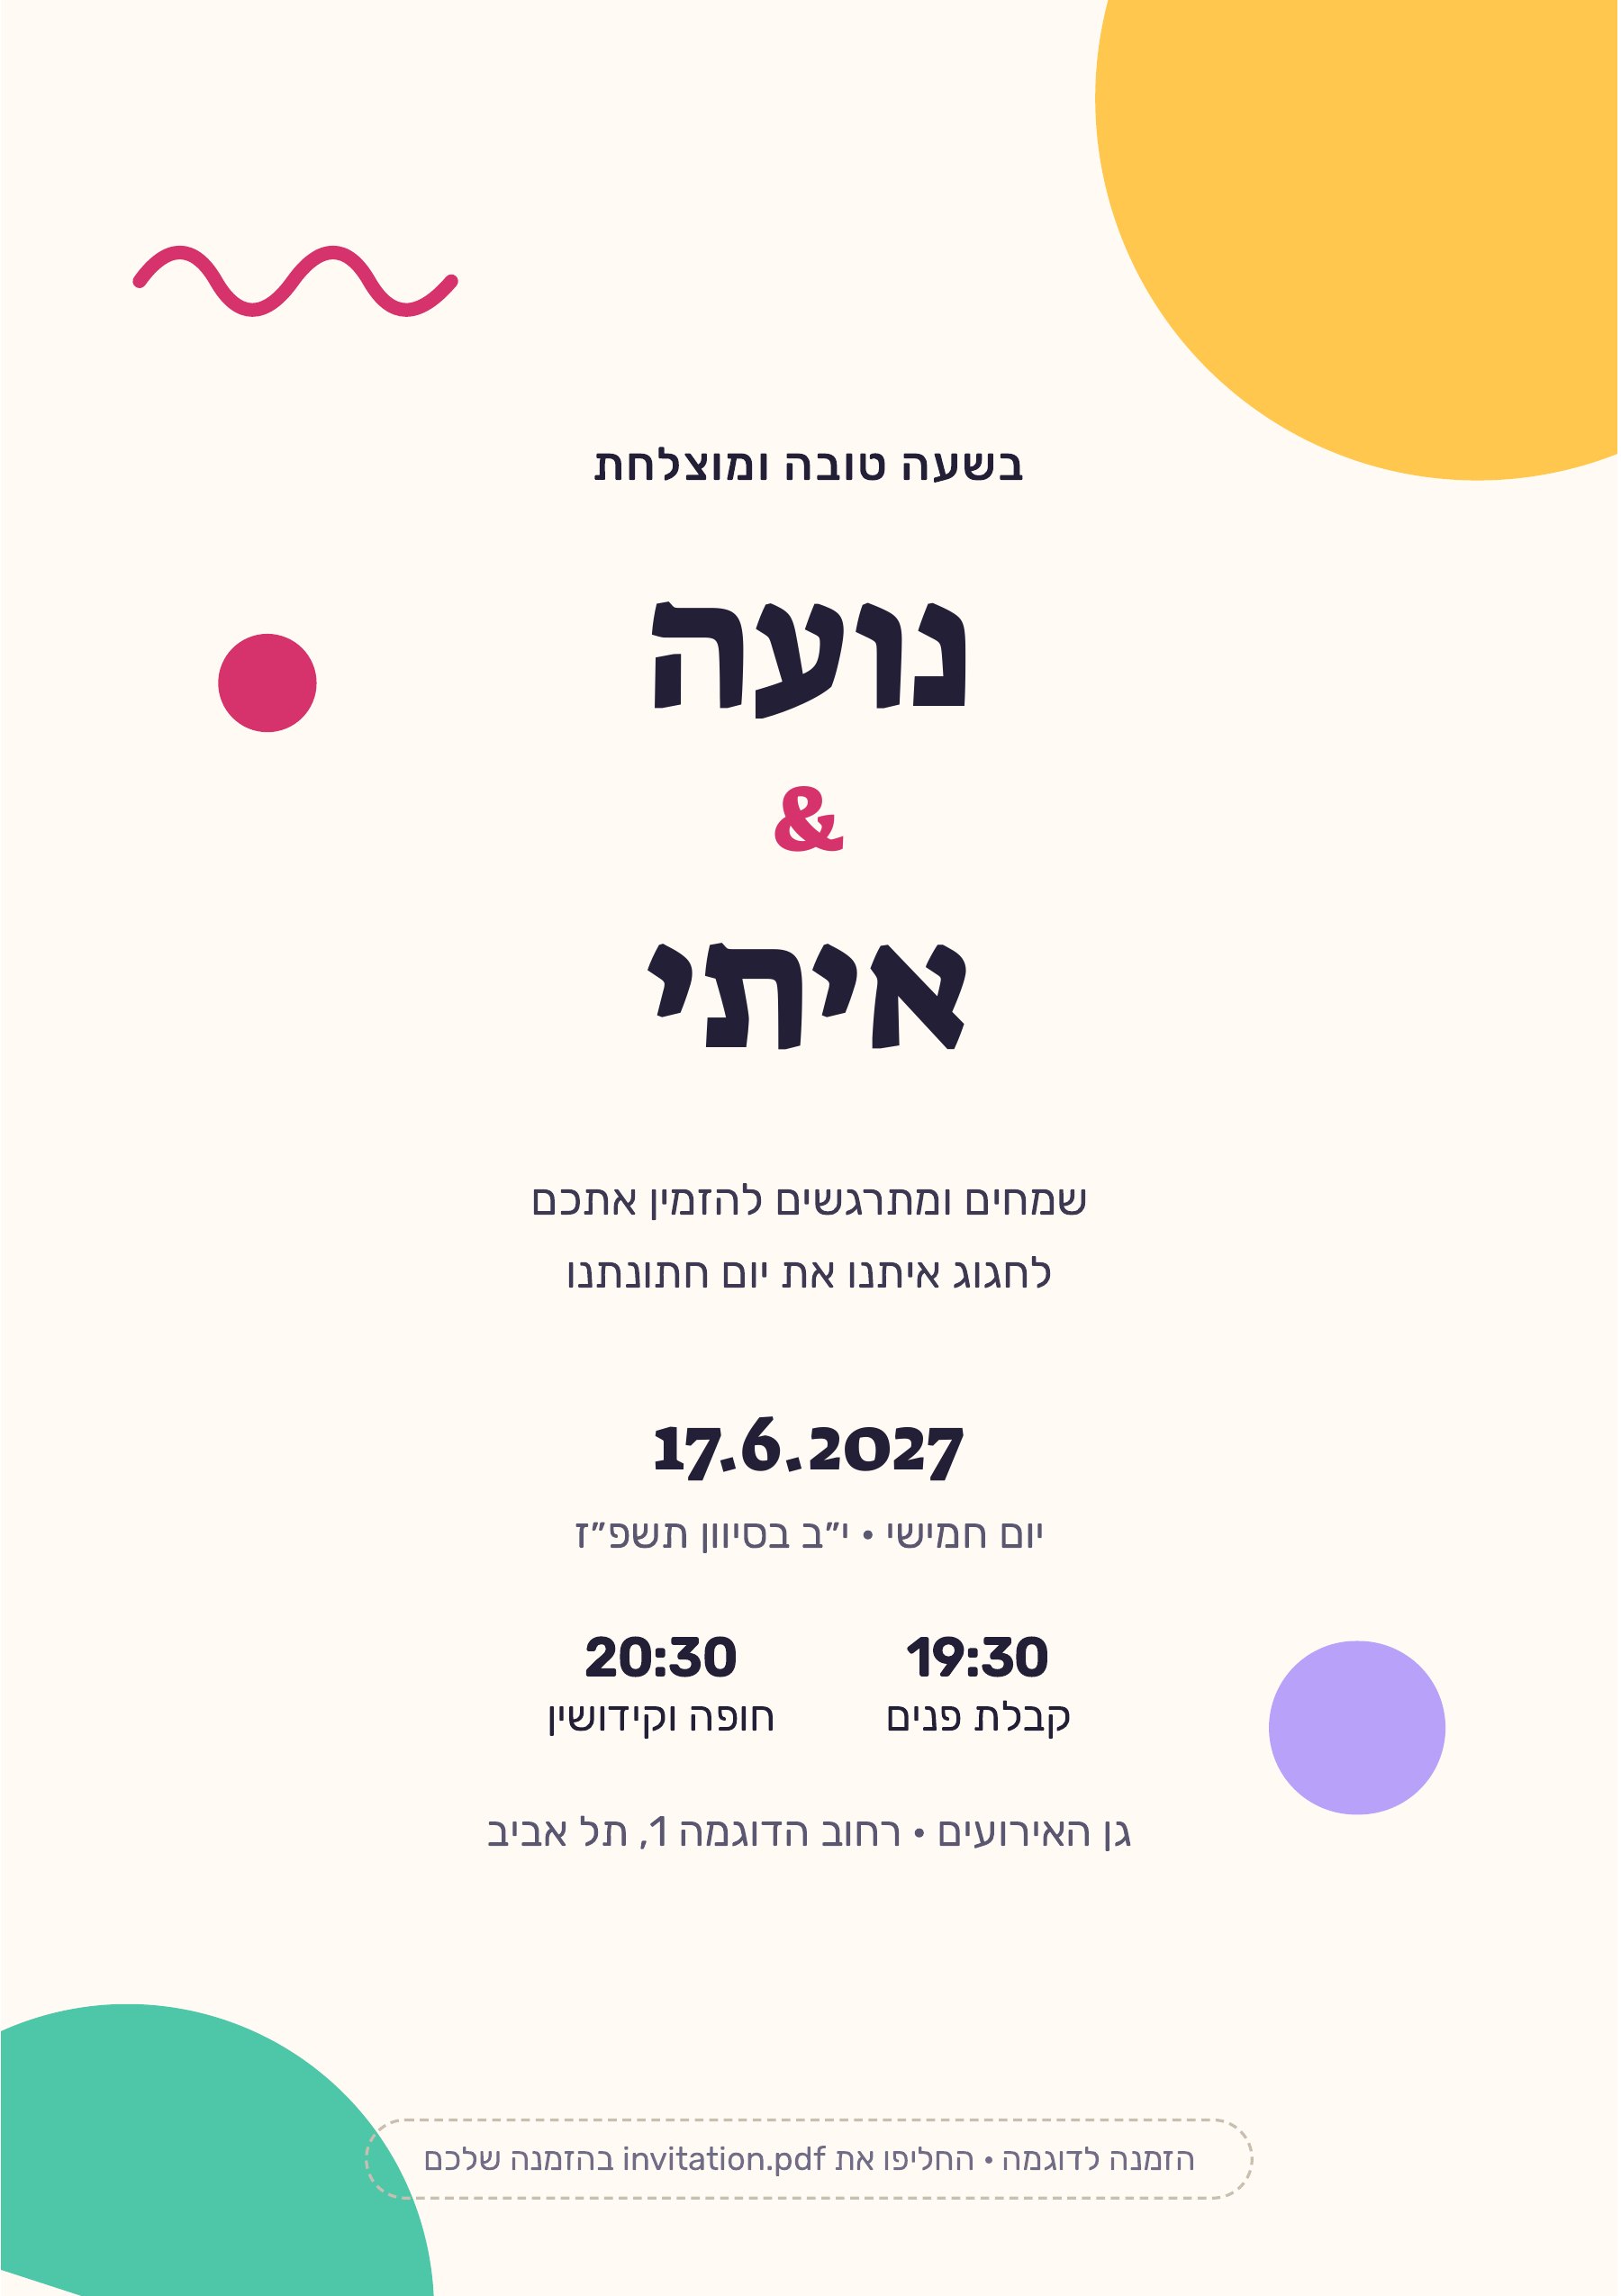 בשעה טובה ומוצלחת
נועה
&
איתי
שמחים ומתרגשים להזמין אתכם
לחגוג איתנו את יום חתונתנו
17.6.2027
יום חמישי • י״ב בסיוון תשפ״ז
19:30 20:30
קבלת פנים חופה וקידושין
גן האירועים • רחוב הדוגמה 1, תל אביב
הזמנה לדוגמה • החליפו את invitation.pdf בהזמנה שלכם